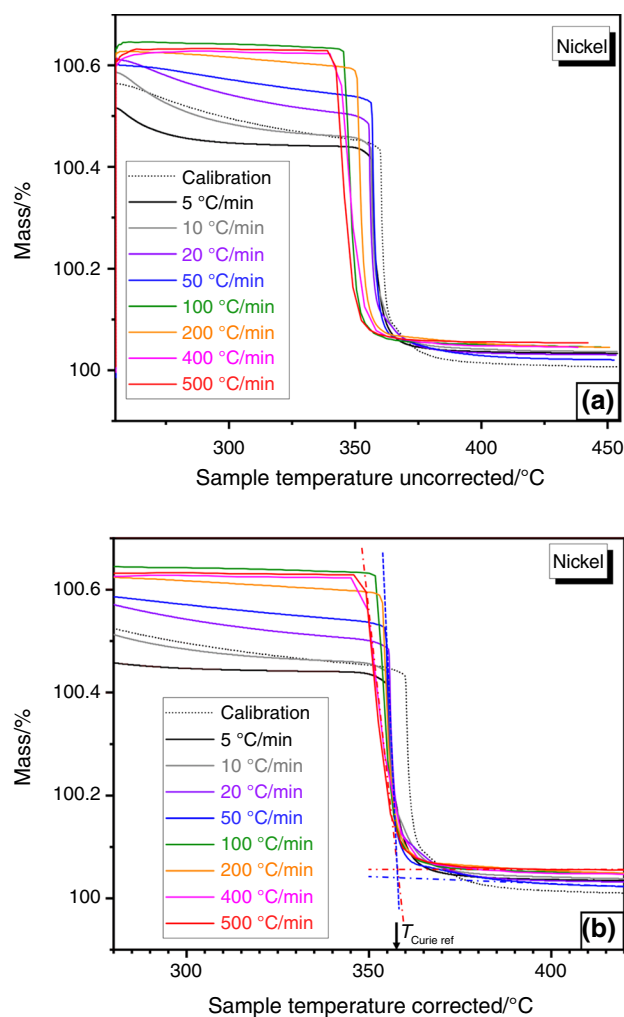 100.6
100.4
100.2
100
Mass/%
Nickel
Calibration
5 °C/min
10 °C/min
20 °C/min
50 °C/min
100 °C/min
200 °C/min
400 °C/min
500 °C/min
(a)
300 350 400 450
Sample temperature uncorrected/°C
100.6
100.4
100.2
100
Mass/%
Nickel
Calibration
5 °C/min
10 °C/min
20 °C/min
50 °C/min
100 °C/min
200 °C/min
400 °C/min
500 °C/min
T Curie ref
(b)
300 350 400
Sample temperature corrected/°C